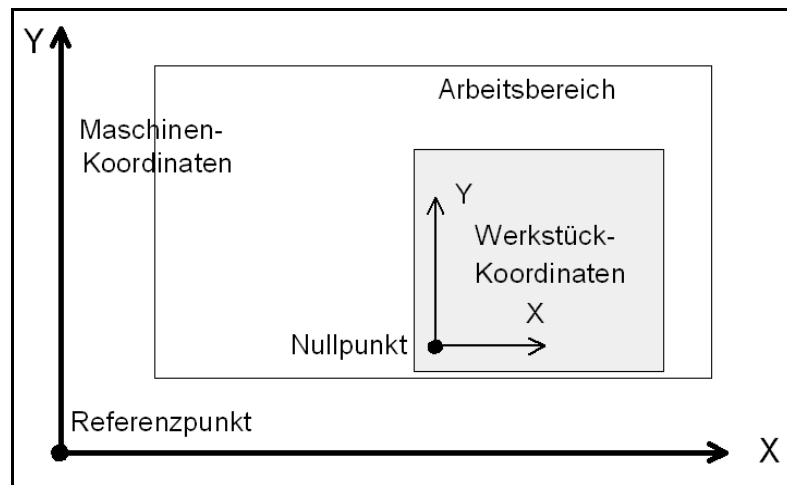 Y
Arbeitsbereich
Maschinen-
Koordinaten
Y
Werkstück-
Koordinaten
X
Nullpunkt
Referenzpunkt
X